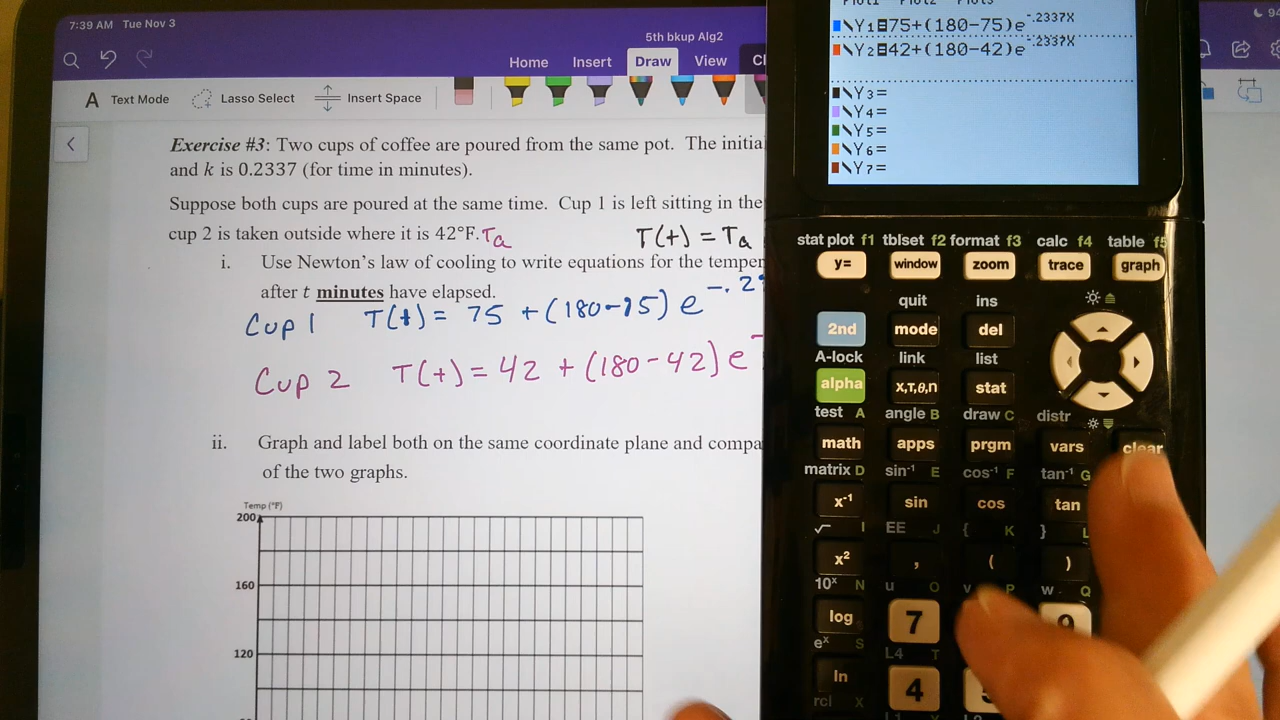 7:39 AM Tue Nov 3
5th bkup Alg2
Home Insert Draw View
Text Mode Lasso Select Insert Space
Exercise #3: Two cups of coffee are poured from the same pot. The initia
and k is 0.2337 (for time in minutes).
Suppose both cups are poured at the same time. Cup 1 is left sitting in the
cup 2 is taken outside where it is 42°F. Ta T(t) = Ta
i. Use Newton's law of cooling to write equations for the temper
after t minutes have elapsed.
Cup 1 T(t) = 75 + (180-75) e^-.2
Cup 2 T(t) = 42 + (180-42) e^-
ii. Graph and label both on the same coordinate plane and compa
of the two graphs.
Temp (°F)
200
160
120
Plot1 Plot2 Plot3
\Y1=75+(180-75)e^-.2337X
\Y2=42+(180-42)e^-.2337X
\Y3=
\Y4=
\Y5=
\Y6=
\Y7=
stat plot f1 tblset f2 format f3 calc f4 table f5
y= window zoom trace graph
quit ins
2nd mode del
A-lock link list
alpha x,T,θ,n stat
test A angle B draw C distr
math apps prgm vars clear
matrix D sin⁻¹ E cos⁻¹ F tan⁻¹ G
x⁻¹ sin cos tan
√ I EE J { K } L
x² , ( )
10ˣ N u O v P w Q
log 7 9
eˣ S L4 T
ln 4
rcl X